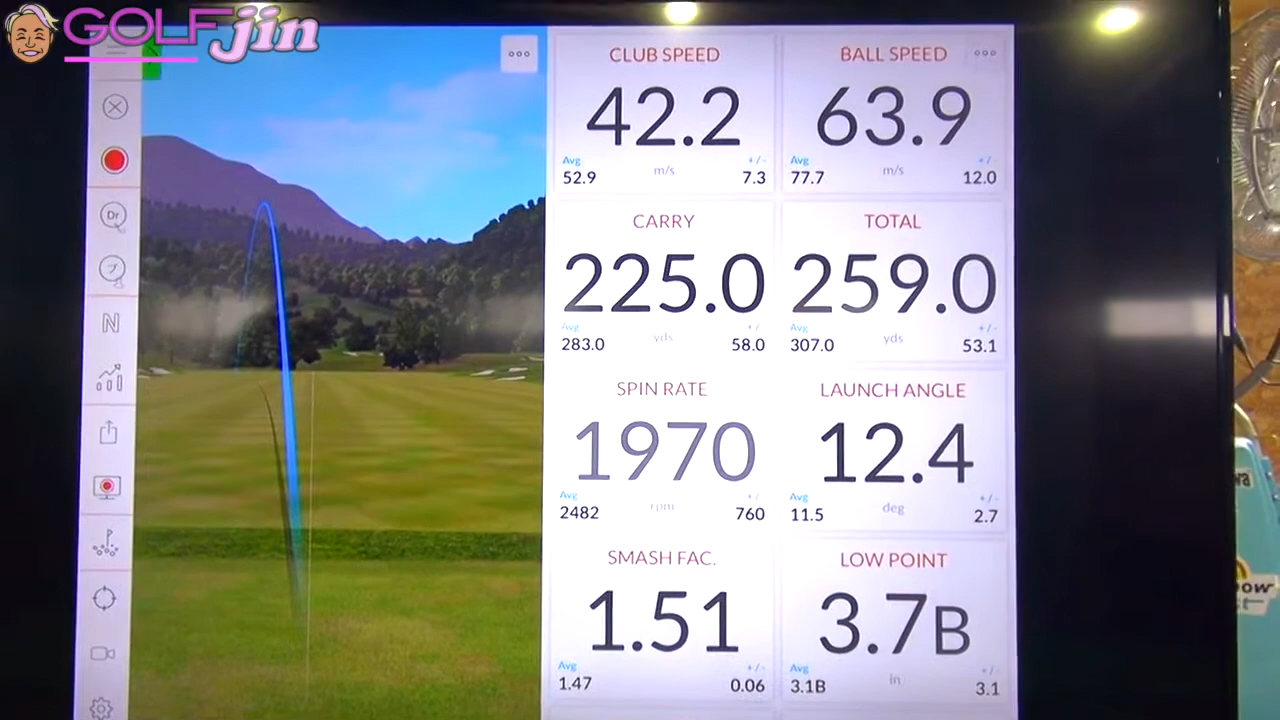 GOLF jin
CLUB SPEED
42.2
Avg
+/-
52.9
m/s
7.3
BALL SPEED
63.9
Avg
+/-
77.7
m/s
12.0
CARRY
225.0
Avg
+/-
283.0
yds
58.0
TOTAL
259.0
Avg
+/-
307.0
yds
53.1
SPIN RATE
1970
Avg
+/-
2482
rpm
760
LAUNCH ANGLE
12.4
Avg
+/-
11.5
deg
2.7
SMASH FAC.
1.51
Avg
+/-
1.47
0.06
LOW POINT
3.7B
Avg
+/-
3.1B
in
3.1
Dr
N